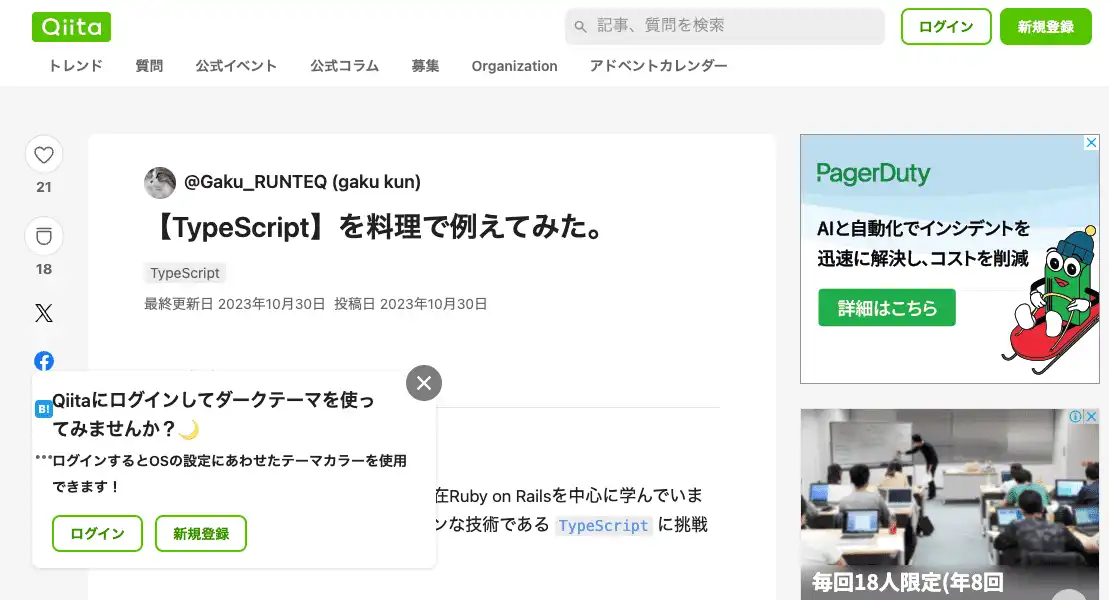 Qiita
記事、質問を検索
ログイン
新規登録
トレンド
質問
公式イベント
公式コラム
募集
Organization
アドベントカレンダー
21
18
@Gaku_RUNTEQ (gaku kun)
【TypeScript】を料理で例えてみた。
TypeScript
最終更新日 2023年10月30日 投稿日 2023年10月30日
Qiitaにログインしてダークテーマを使っ
てみませんか？🌙
ログインするとOSの設定にあわせたテーマカラーを使用
できます！
ログイン
新規登録
B!
在Ruby on Railsを中心に学んでいま
ンな技術である TypeScript に挑戦
PagerDuty
AIと自動化でインシデントを
迅速に解決し、コストを削減
詳細はこちら
毎回18人限定(年8回